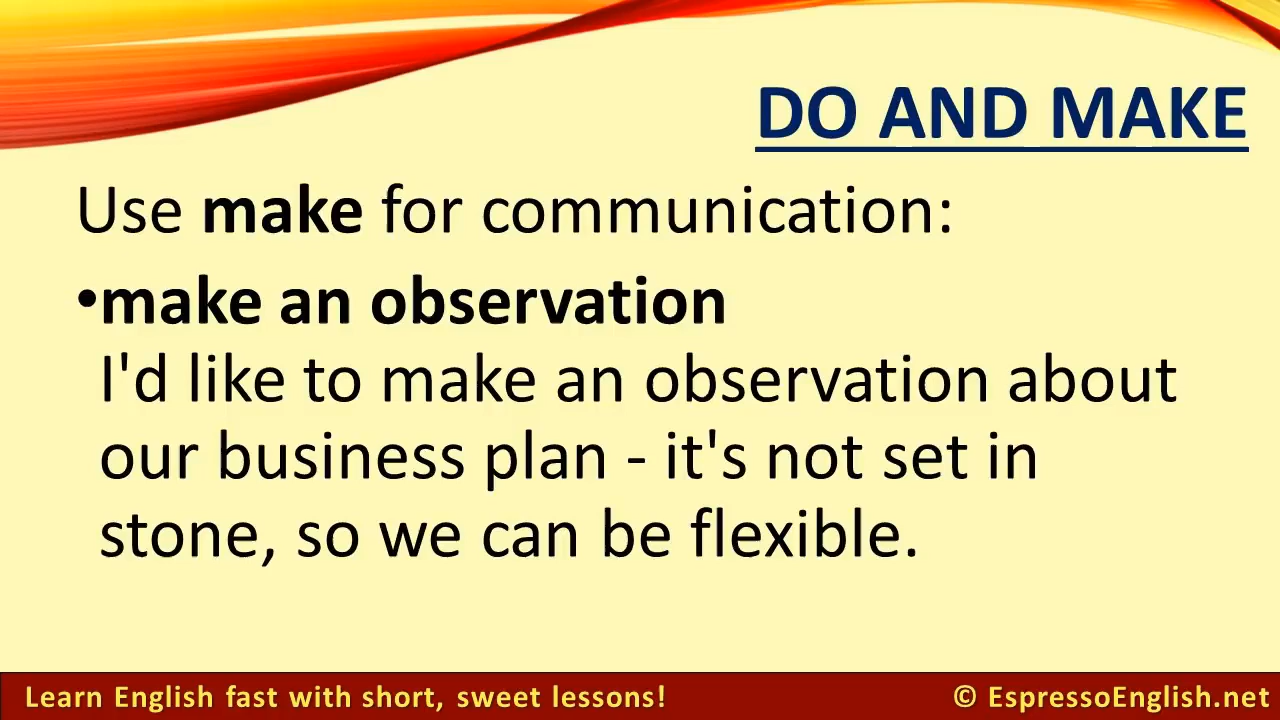 DO AND MAKE
Use make for communication:
•make an observation
I'd like to make an observation about
our business plan - it's not set in
stone, so we can be flexible.
Learn English fast with short, sweet lessons!
© EspressoEnglish.net